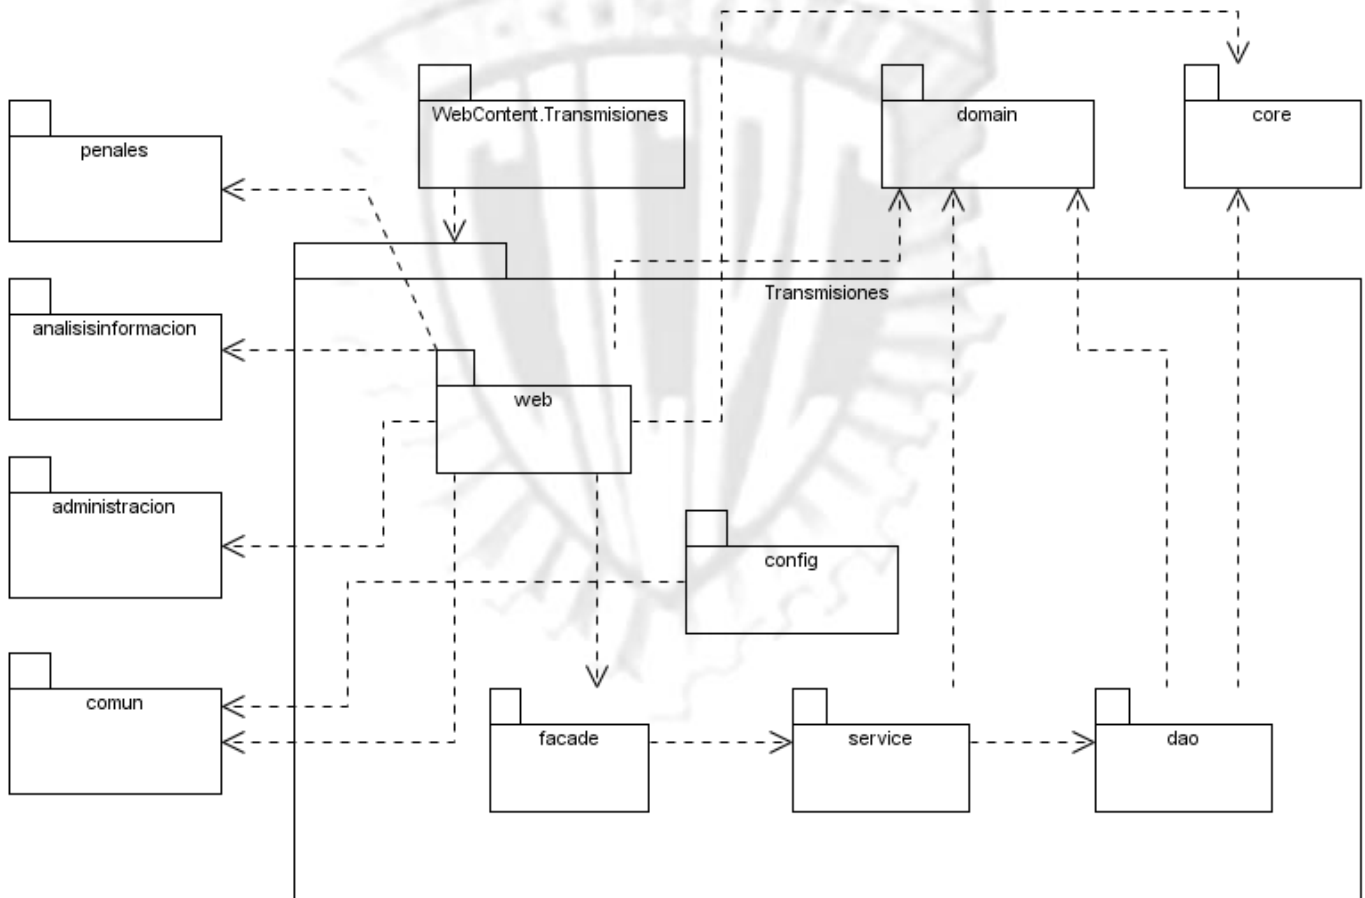 WebContent.Transmisiones
domain
core
penales
Transmisiones
analisisinformacion
web
administracion
config
comun
facade
service
dao